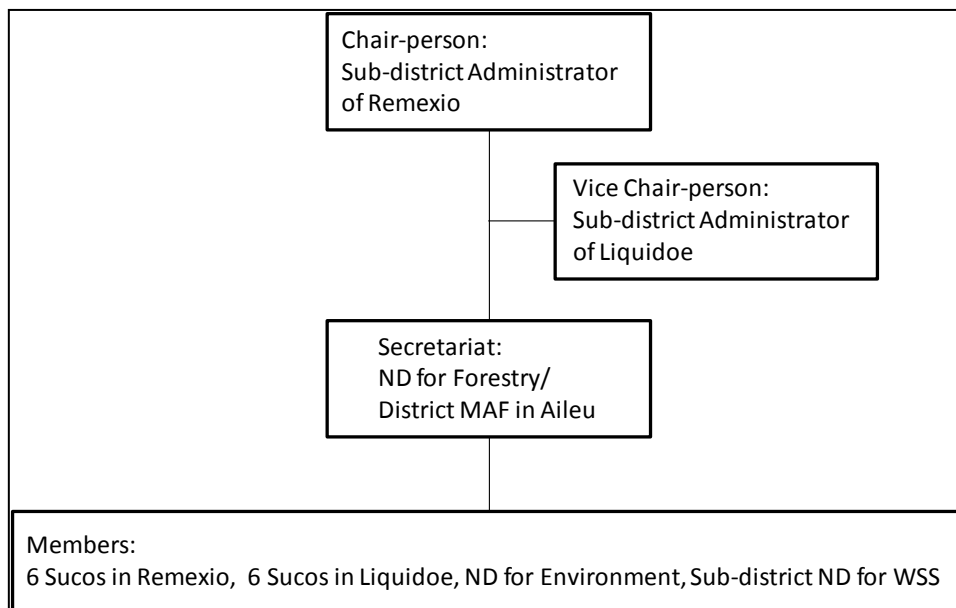 Chair-person:
Sub-district Administrator
of Remexio
Vice Chair-person:
Sub-district Administrator
of Liquidoe
Secretariat:
ND for Forestry/
District MAF in Aileu
Members:
6 Sucos in Remexio, 6 Sucos in Liquidoe, ND for Environment, Sub-district ND for WSS